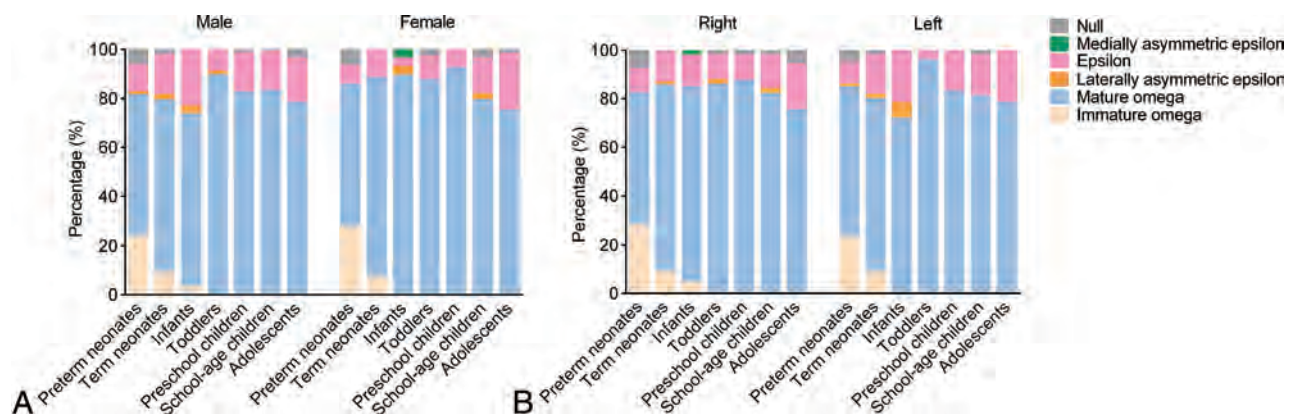 Male
Female
Percentage (%)
100
80
60
40
20
0
Preterm neonates
Term neonates
Infants
Toddlers
Preschool children
School-age children
Adolescents
Preterm neonates
Term neonates
Infants
Toddlers
Preschool children
School-age children
Adolescents
A
Right
Left
Percentage (%)
100
80
60
40
20
0
Preterm neonates
Term neonates
Infants
Toddlers
Preschool children
School-age children
Adolescents
Preterm neonates
Term neonates
Infants
Toddlers
Preschool children
School-age children
Adolescents
B
Null
Medially asymmetric epsilon
Epsilon
Laterally asymmetric epsilon
Mature omega
Immature omega